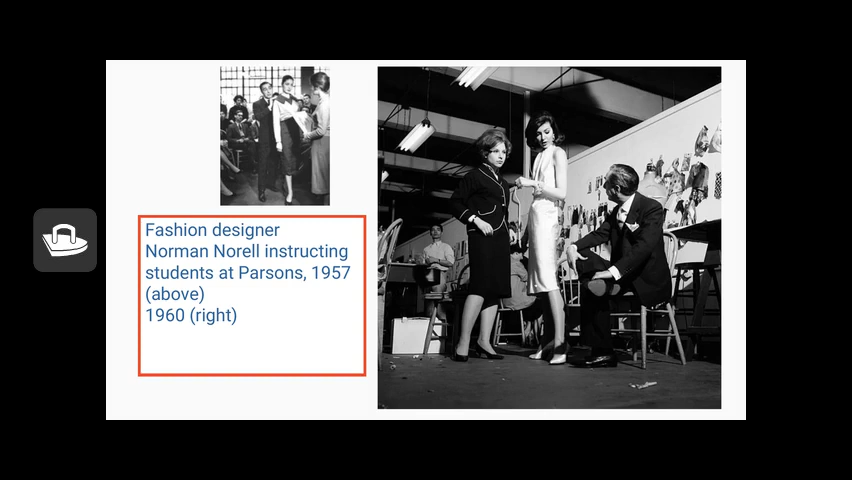 Fashion designer
Norman Norell instructing
students at Parsons, 1957
(above)
1960 (right)